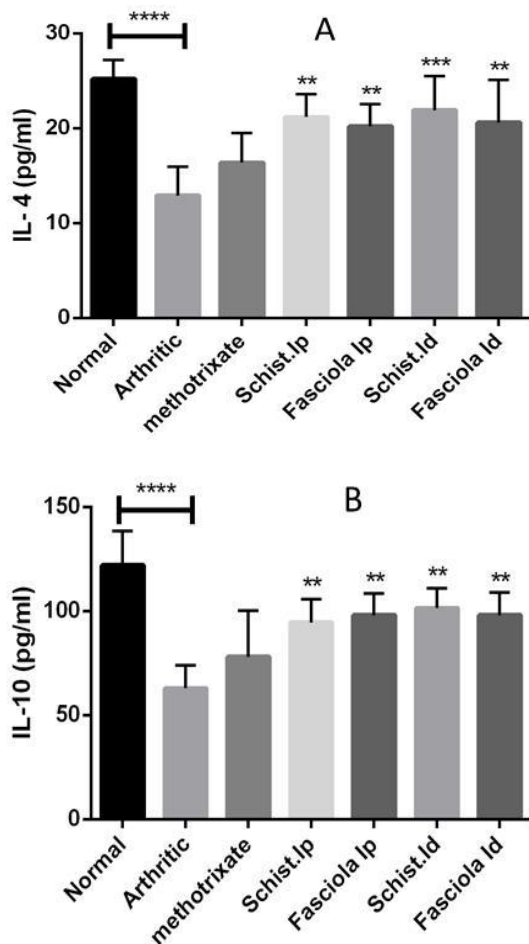 A
****
30
20
10
0
IL- 4 (pg/ml)
** ** *** **
Normal
Arthritic
methotrixate
Schist.Ip
Fasciola Ip
Schist.Id
Fasciola Id
B
****
150
100
50
0
IL-10 (pg/ml)
** ** ** **
Normal
Arthritic
methotrixate
Schist.Ip
Fasciola Ip
Schist.Id
Fasciola Id